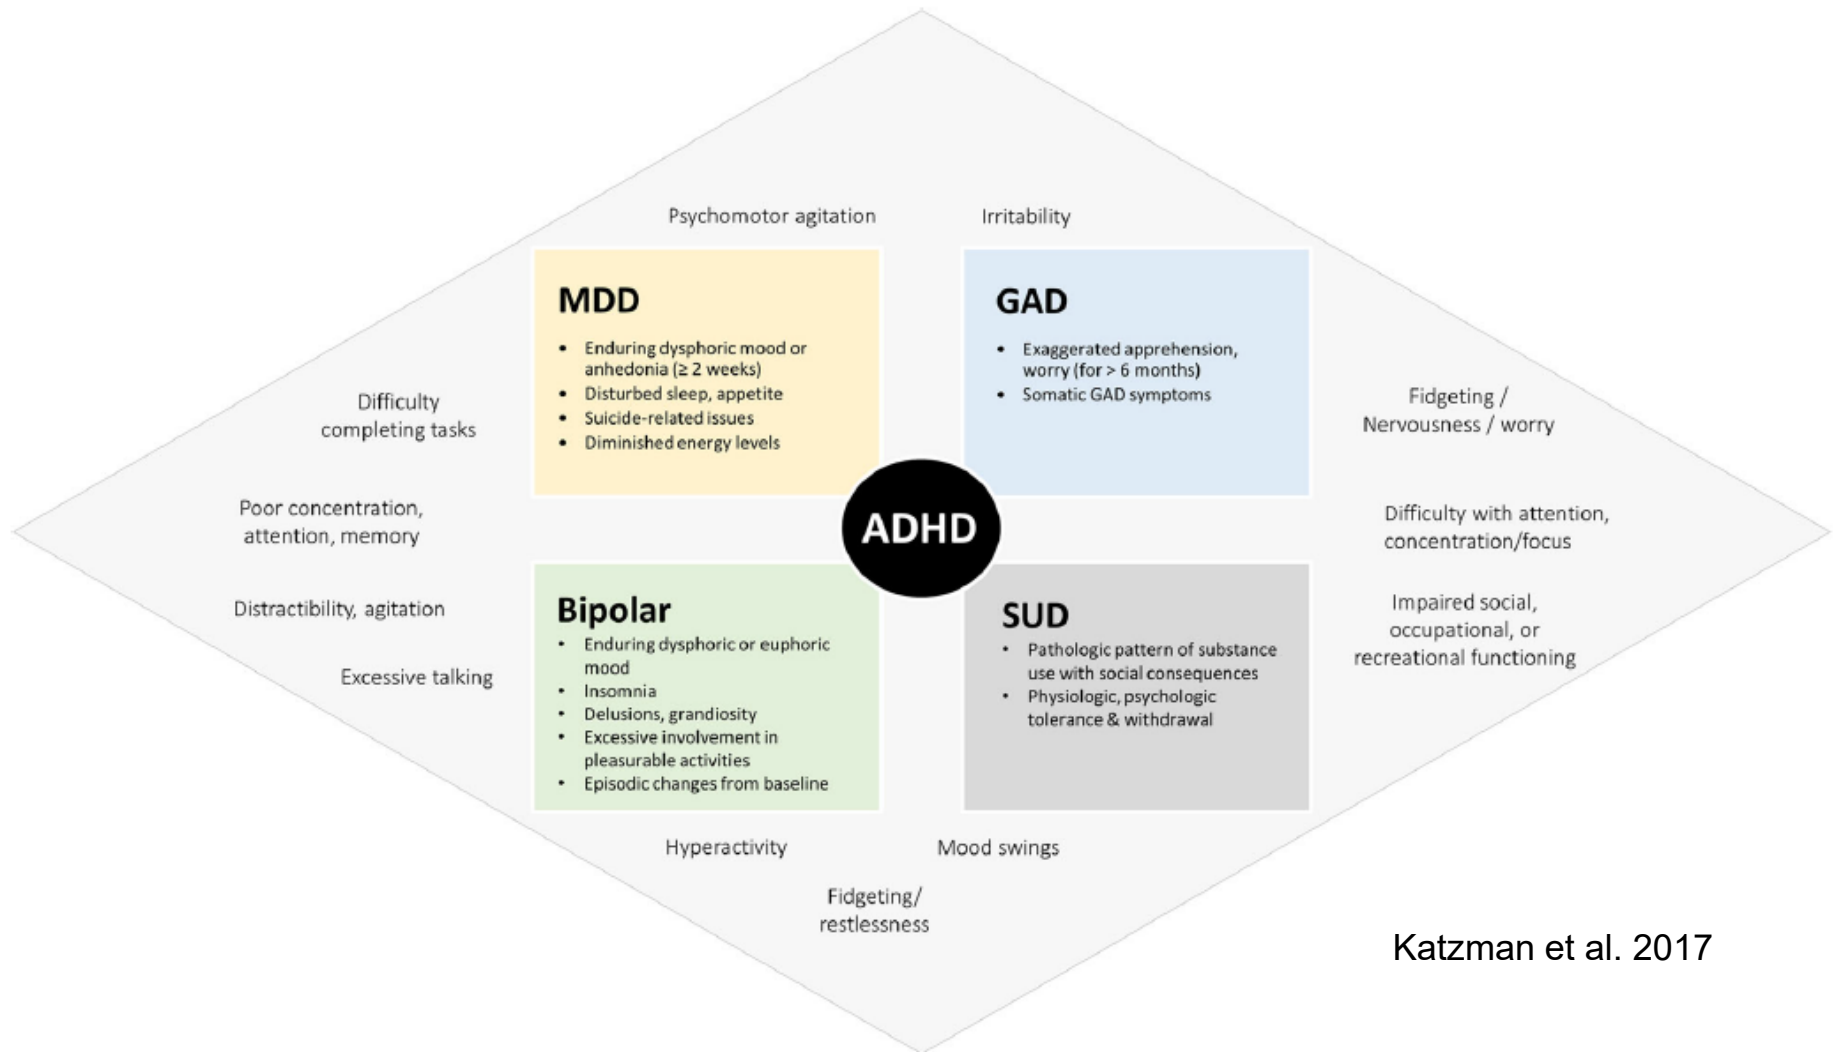 Psychomotor agitation
Irritability
MDD
• Enduring dysphoric mood or
anhedonia (≥ 2 weeks)
• Disturbed sleep, appetite
• Suicide-related issues
• Diminished energy levels
GAD
• Exaggerated apprehension,
worry (for > 6 months)
• Somatic GAD symptoms
Difficulty
completing tasks
Poor concentration,
attention, memory
Distractibility, agitation
Excessive talking
ADHD
Fidgeting /
Nervousness / worry
Difficulty with attention,
concentration/focus
Impaired social,
occupational, or
recreational functioning
Bipolar
• Enduring dysphoric or euphoric
mood
• Insomnia
• Delusions, grandiosity
• Excessive involvement in
pleasurable activities
• Episodic changes from baseline
SUD
• Pathologic pattern of substance
use with social consequences
• Physiologic, psychologic
tolerance & withdrawal
Hyperactivity
Mood swings
Fidgeting/
restlessness
Katzman et al. 2017